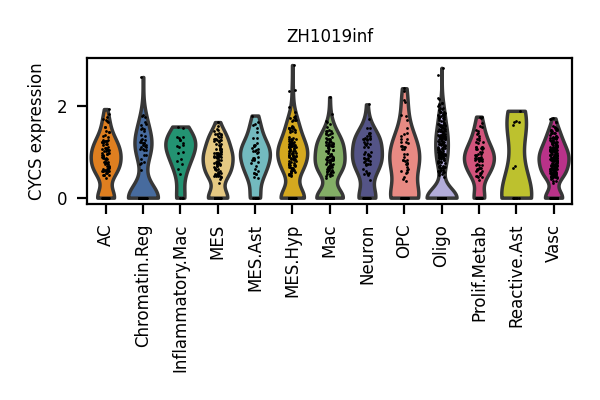 ZH1019inf
CYCS expression
2
0
AC
Chromatin.Reg
Inflammatory.Mac
MES
MES.Ast
MES.Hyp
Mac
Neuron
OPC
Oligo
Prolif.Metab
Reactive.Ast
Vasc